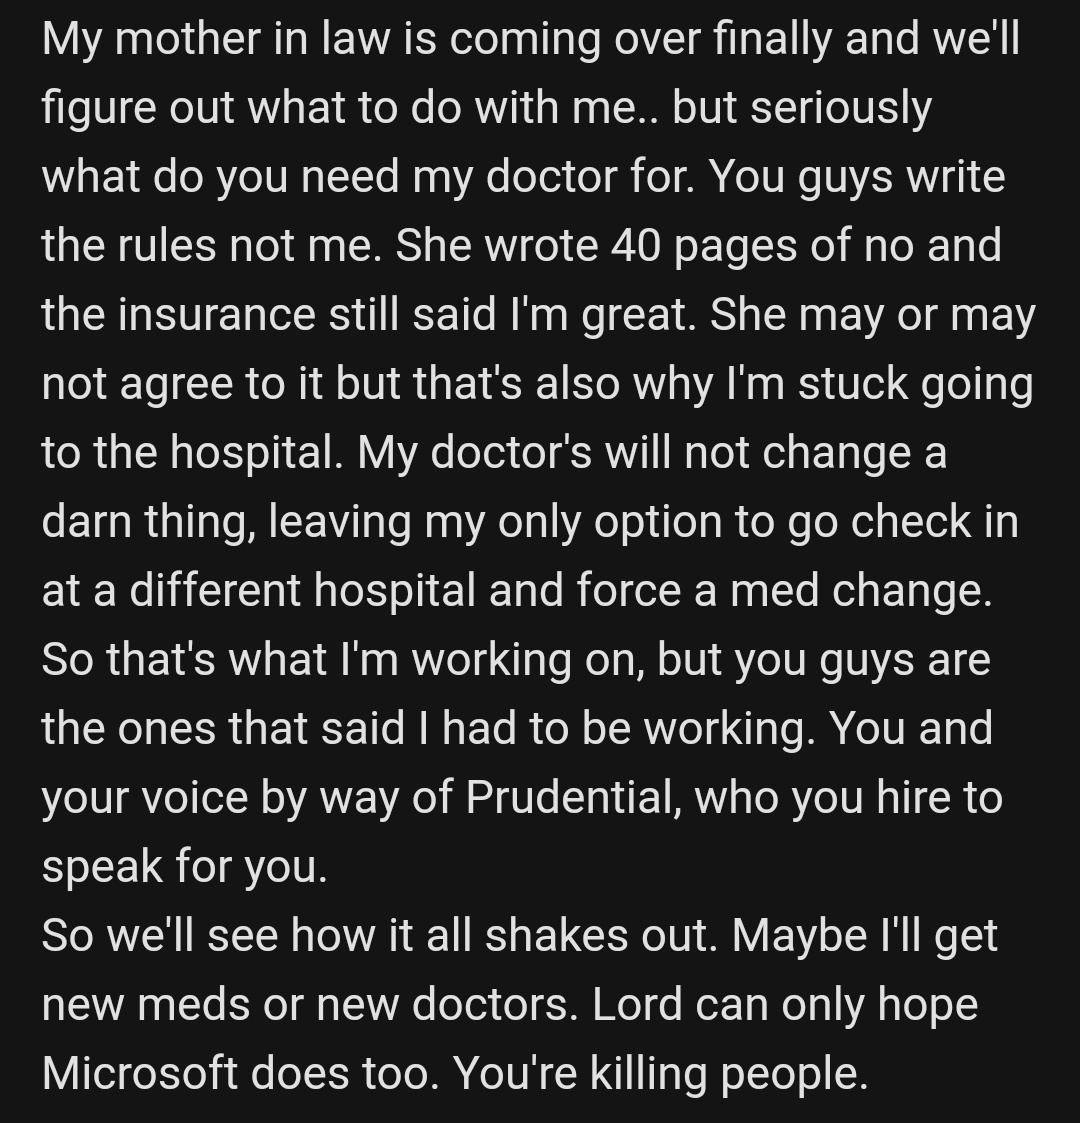 My mother in law is coming over finally and we'll
figure out what to do with me.. but seriously
what do you need my doctor for. You guys write
the rules not me. She wrote 40 pages of no and
the insurance still said I'm great. She may or may
not agree to it but that's also why I'm stuck going
to the hospital. My doctor's will not change a
darn thing, leaving my only option to go check in
at a different hospital and force a med change.
So that's what I'm working on, but you guys are
the ones that said I had to be working. You and
your voice by way of Prudential, who you hire to
speak for you.
So we'll see how it all shakes out. Maybe I'll get
new meds or new doctors. Lord can only hope
Microsoft does too. You're killing people.